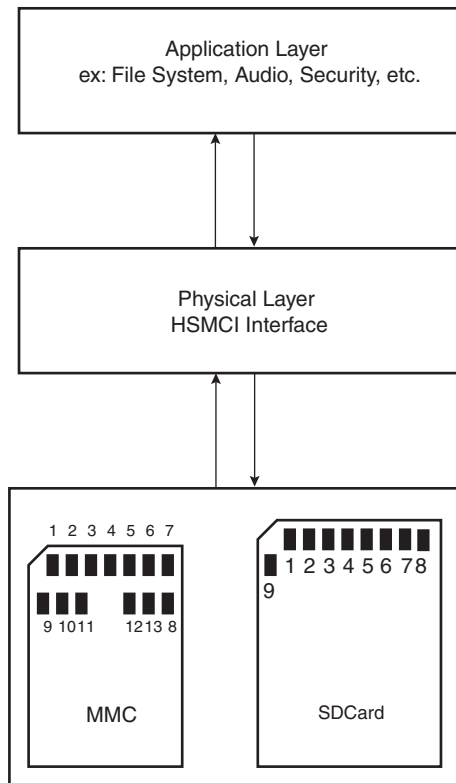 Application Layer
ex: File System, Audio, Security, etc.
Physical Layer
HSMCI Interface
1 2 3 4 5 6 7
9 10 11 12 13 8
MMC
1 2 3 4 5 6 7 8
9
SDCard